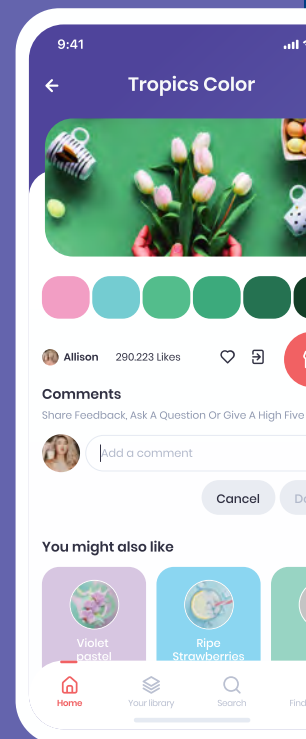 9:41
Tropics Color
Allison 290.223 Likes
Comments
Share Feedback, Ask A Question Or Give A High Five
Add a comment
Cancel
You might also like
Violet
pastel
Ripe
Strawberries
Home Your library Search Find